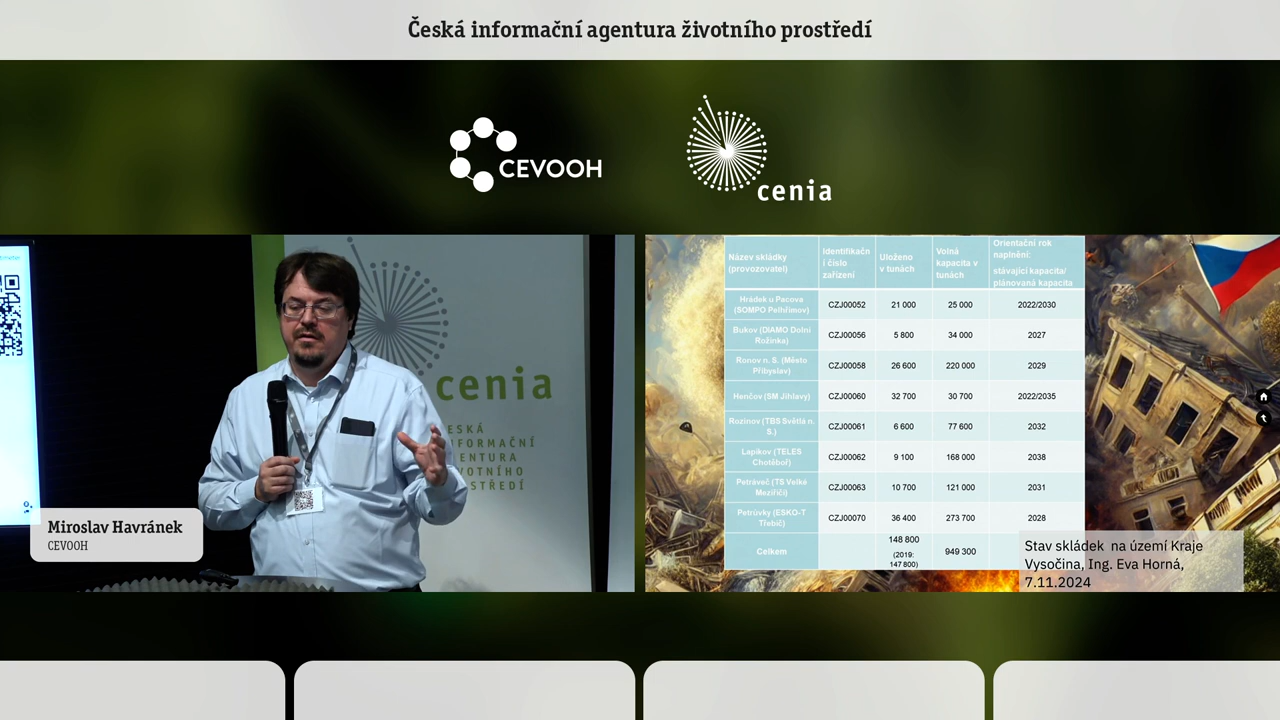 Česká informační agentura životního prostředí
CEVOOH
cenia
cenia
ESKÁ
NFORMAČNÍ
ENTURA
VOTNÍHO
STŘEDÍ
Miroslav Havránek
CEVOOH
Název skládky (provozovatel)
Identifikační číslo zařízení
Uloženo v tunách
Volná kapacita v tunách
Orientační rok naplnění:
stávající kapacita/ plánovaná kapacita
Hrádek u Pacova (SOMPO Pelhřimov) CZJ00052 21 000 25 000 2022/2030
Bukov (DIAMO Dolní Rožínka) CZJ00056 5 800 34 000 2027
Ronov n. S. (Město Přibyslav) CZJ00058 26 600 220 000 2029
Henčov (SM Jihlavy) CZJ00060 32 700 30 700 2022/2035
Rozinov (TBS Světlá n. S.) CZJ00061 6 600 77 600 2032
Lapíkov (TELES Chotěboř) CZJ00062 9 100 168 000 2038
Petráveč (TS Velké Meziříčí) CZJ00063 10 700 121 000 2031
Petrůvky (ESKO-T Třebíč) CZJ00070 36 400 273 700 2028
Celkem 148 800 (2019: 147 800) 949 300
Stav skládek na území Kraje
Vysočina, Ing. Eva Horná,
7.11.2024